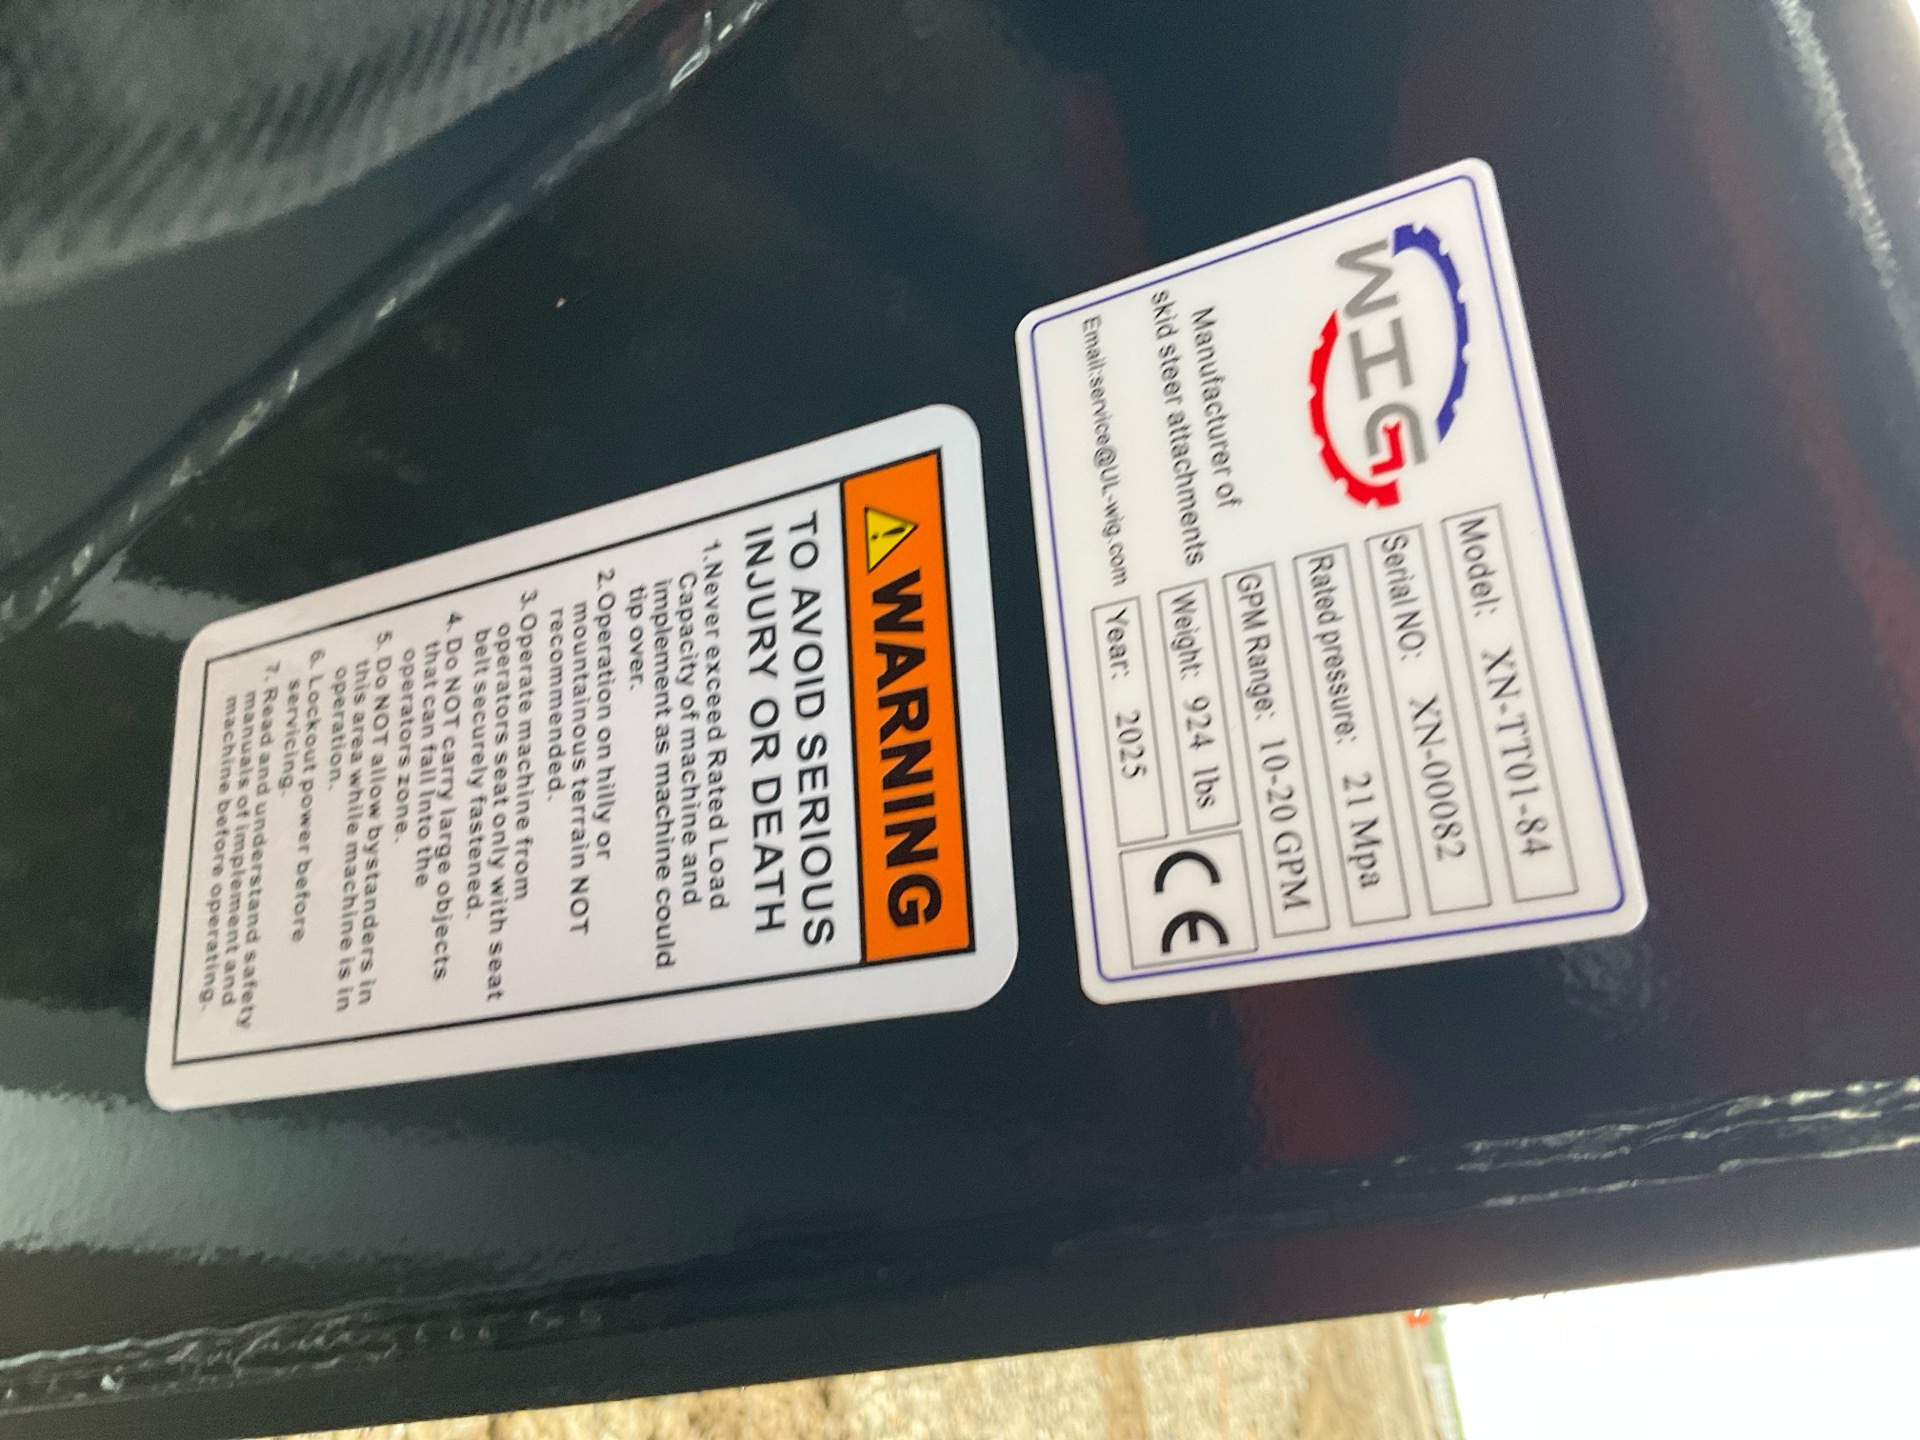 WIG
Manufacturer of
skid steer attachments
Email:service@UL-wig.com
Model: XN-TT01-84
Serial NO: XN-00082
Rated pressure: 21 Mpa
GPM Range: 10-20 GPM
Weight: 924 lbs
Year: 2025
CE
WARNING
TO AVOID SERIOUS
INJURY OR DEATH
1.Never exceed Rated Load
Capacity of machine and
implement as machine could
tip over.
2.Operation on hilly or
mountainous terrain NOT
recommended.
3.Operate machine from
operators seat only with seat
belt securely fastened.
4. Do NOT carry large objects
that can fall into the
operators zone.
5. Do NOT allow bystanders in
this area while machine is in
operation.
6. Lockout power before
servicing.
7. Read and understand safety
manuals of implement and
machine before operating.